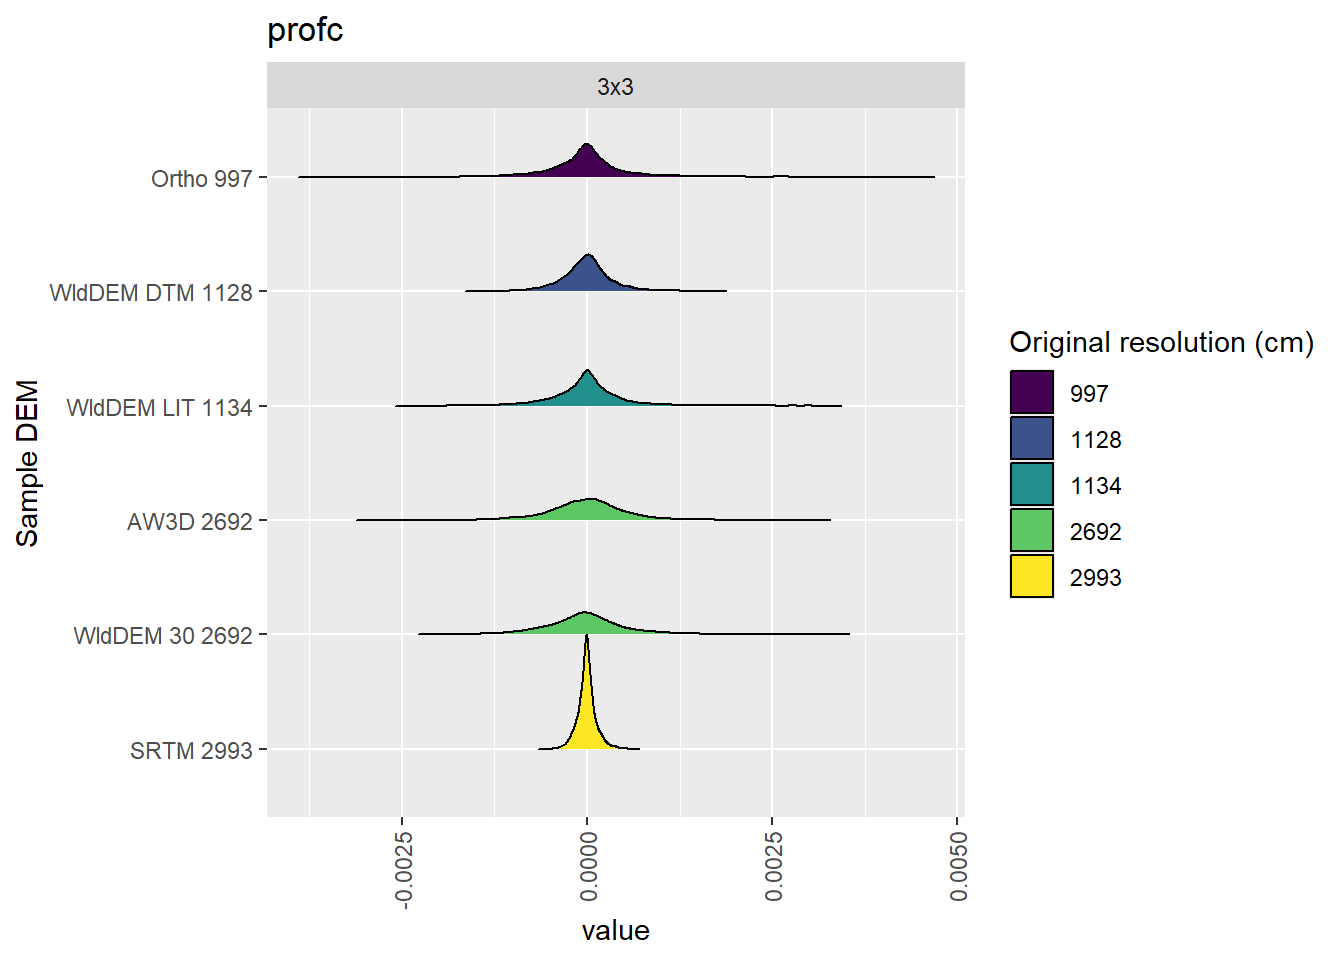 profc
3x3
Ortho 997
WldDEM DTM 1128
WldDEM LIT 1134
AW3D 2692
WldDEM 30 2692
SRTM 2993
Sample DEM
-0.0025
0.0000
0.0025
0.0050
value
Original resolution (cm)
997
1128
1134
2692
2993